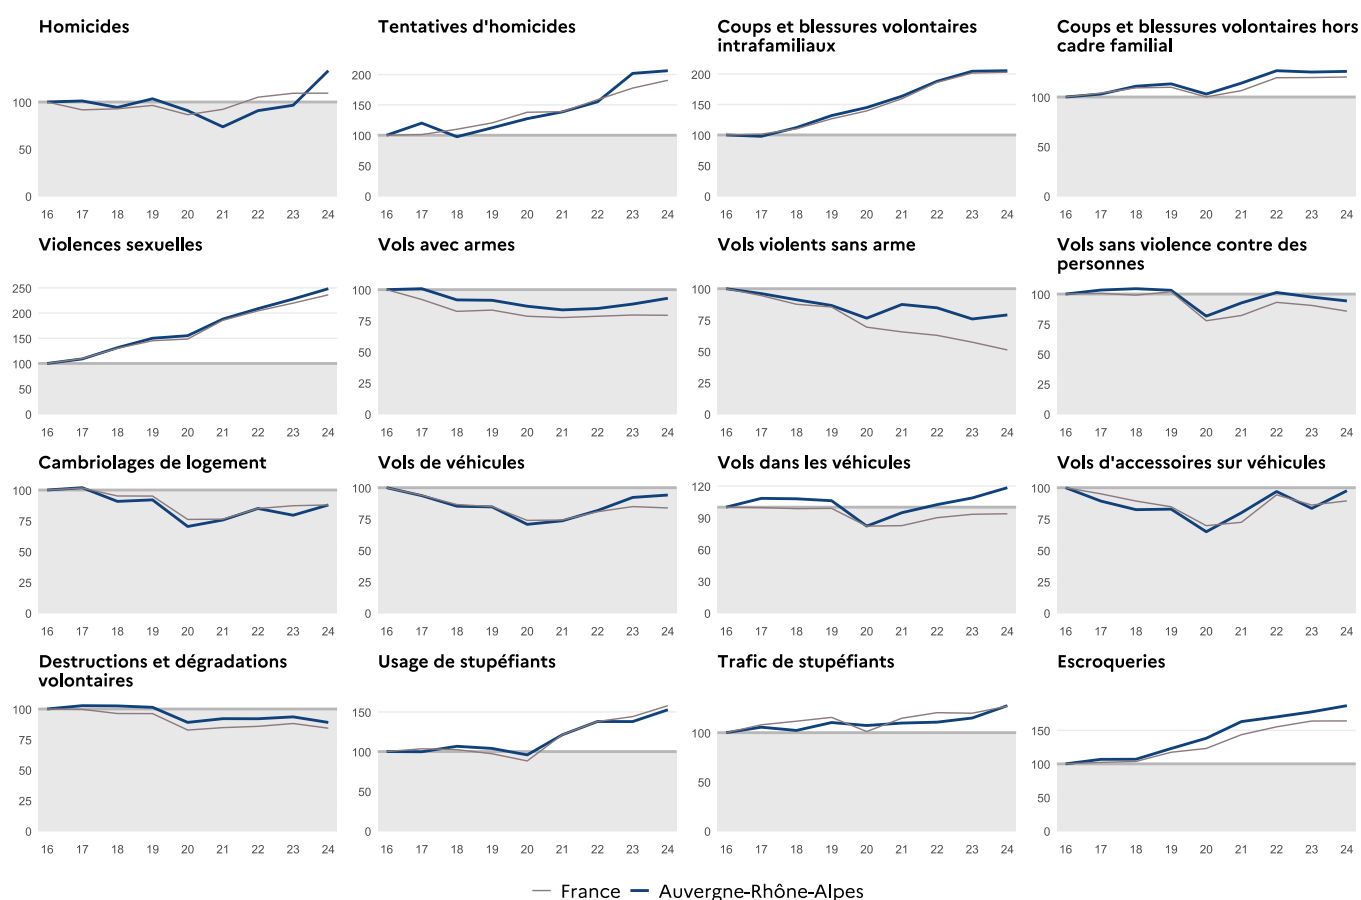 Homicides
100
50
0
16 17 18 19 20 21 22 23 24
Tentatives d'homicides
200
150
100
50
0
16 17 18 19 20 21 22 23 24
Coups et blessures volontaires
intrafamiliaux
200
150
100
50
0
16 17 18 19 20 21 22 23 24
Coups et blessures volontaires hors
cadre familial
100
50
0
16 17 18 19 20 21 22 23 24
Violences sexuelles
250
200
150
100
50
0
16 17 18 19 20 21 22 23 24
Vols avec armes
100
75
50
25
0
16 17 18 19 20 21 22 23 24
Vols violents sans arme
100
75
50
25
0
16 17 18 19 20 21 22 23 24
Vols sans violence contre des
personnes
100
75
50
25
0
16 17 18 19 20 21 22 23 24
Cambriolages de logement
100
75
50
25
0
16 17 18 19 20 21 22 23 24
Vols de véhicules
100
75
50
25
0
16 17 18 19 20 21 22 23 24
Vols dans les véhicules
120
90
60
30
0
16 17 18 19 20 21 22 23 24
Vols d'accessoires sur véhicules
100
75
50
25
0
16 17 18 19 20 21 22 23 24
Destructions et dégradations
volontaires
100
75
50
25
0
16 17 18 19 20 21 22 23 24
Usage de stupéfiants
150
100
50
0
16 17 18 19 20 21 22 23 24
Trafic de stupéfiants
100
50
0
16 17 18 19 20 21 22 23 24
Escroqueries
150
100
50
0
16 17 18 19 20 21 22 23 24
France Auvergne-Rhône-Alpes